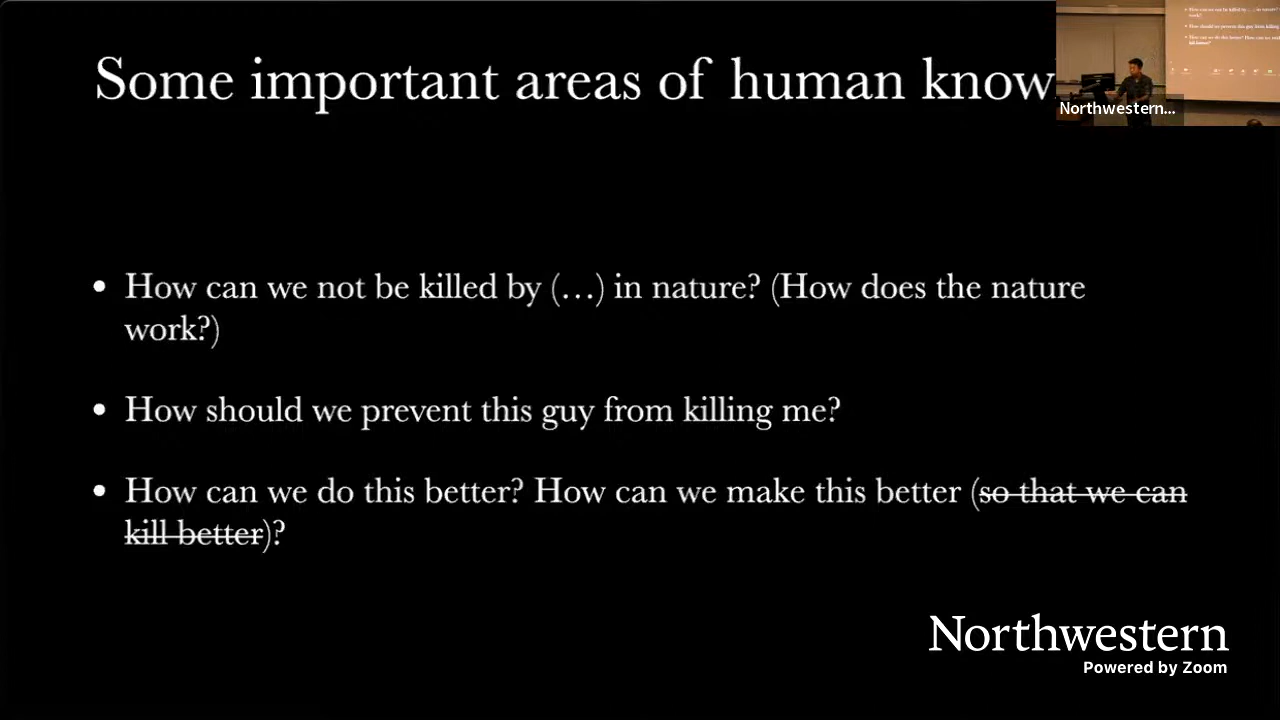 Some important areas of human know
Northwestern...
• How can we not be killed by (…) in nature? (How does the nature
work?)
• How should we prevent this guy from killing me?
• How can we do this better? How can we make this better (so that we can
kill better)?
Northwestern
Powered by Zoom